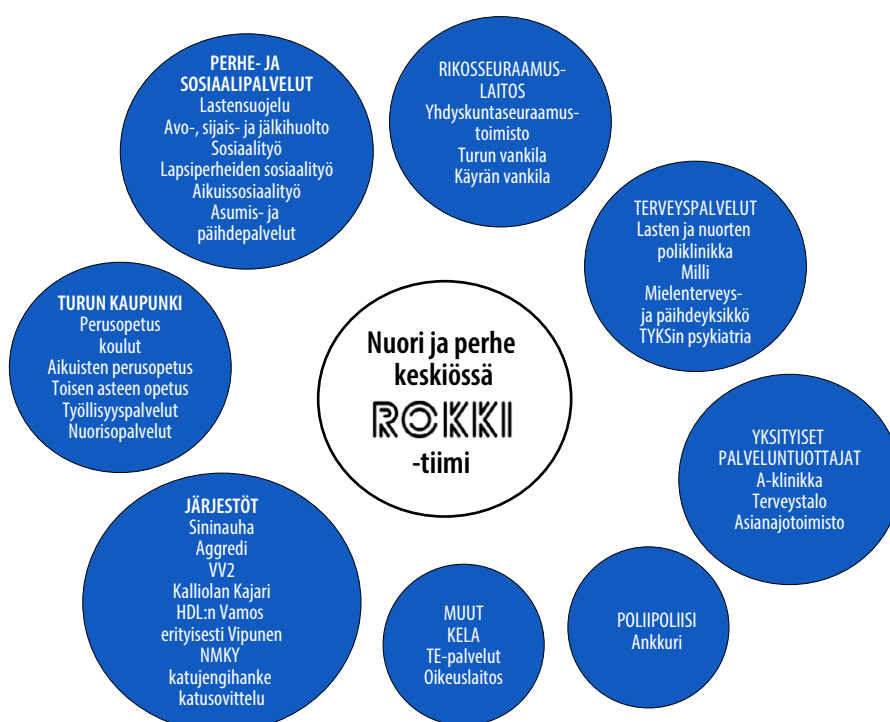 PERHE- JA
SOSIAALIPALVELUT
Lastensuojelu
Avo-, sijais- ja jälkihuolto
Sosiaalityö
Lapsiperheiden sosiaalityö
Aikuissosiaalityö
Asumis- ja
päihdepalvelut
RIKOSSEURAAMUS-
LAITOS
Yhdyskuntaseuraamus-
toimisto
Turun vankila
Käyrän vankila
TERVEYSPALVELUT
Lasten ja nuorten
poliklinikka
Milli
Mielenterveys-
ja päihdeyksikkö
TYKSin psykiatria
TURUN KAUPUNKI
Perusopetus
koulut
Aikuisten perusopetus
Toisen asteen opetus
Työllisyyspalvelut
Nuorisopalvelut
Nuori ja perhe
keskiössä
ROKKI
-tiimi
YKSITYISET
PALVELUNTUOTTAJAT
A-klinikka
Terveystalo
Asianajotoimisto
JÄRJESTÖT
Sininauha
Aggredi
VV2
Kalliolan Kajari
HDL:n Vamos
erityisesti Vipunen
NMKY
katujengihanke
katusovittelu
MUUT
KELA
TE-palvelut
Oikeuslaitos
POLIIPOLIISI
Ankkuri